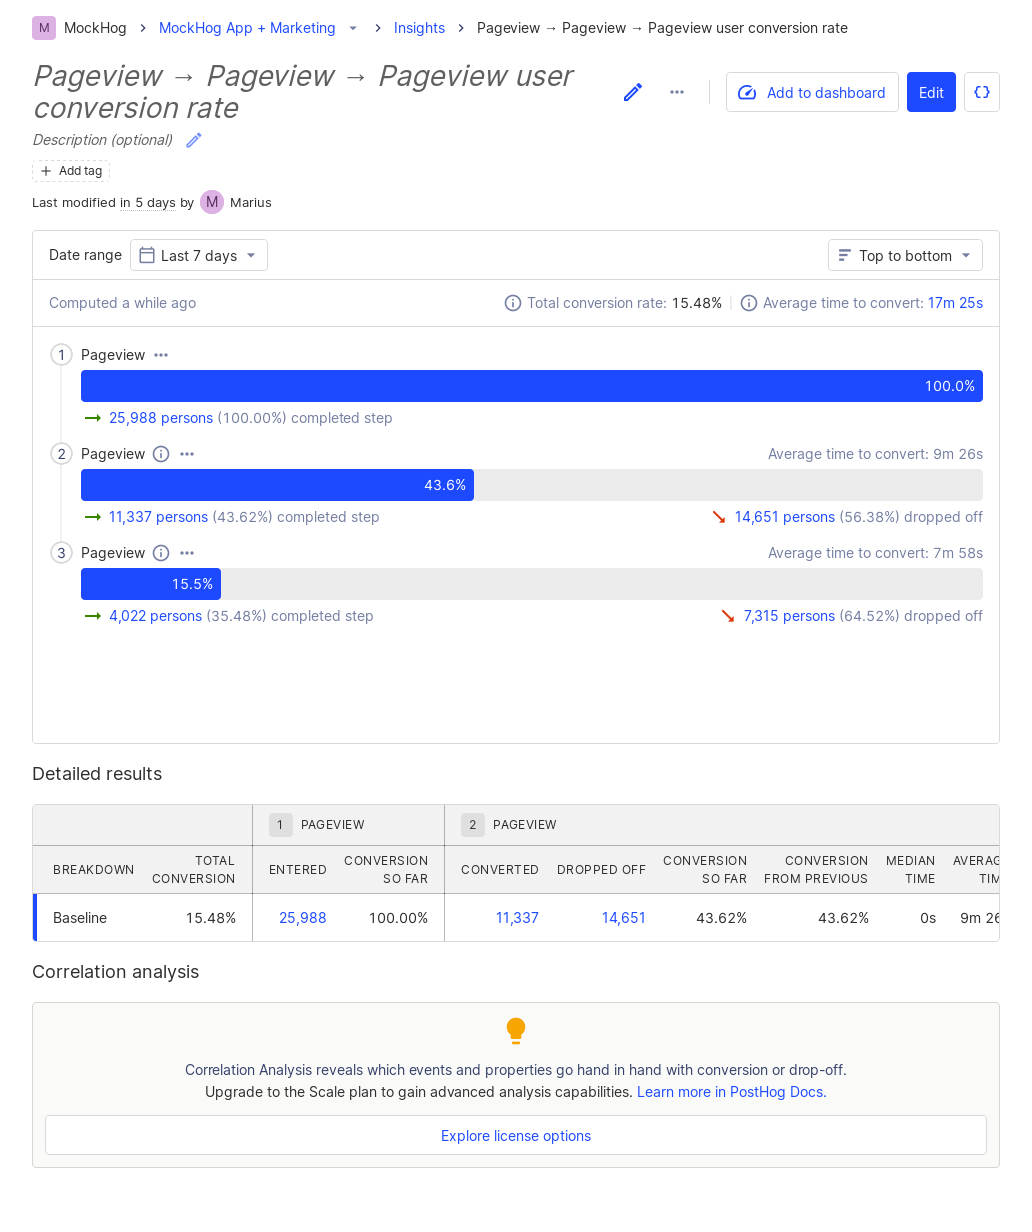 M MockHog MockHog App + Marketing Insights Pageview → Pageview → Pageview user conversion rate
Pageview → Pageview → Pageview user
conversion rate
Add to dashboard Edit
Description (optional)
Add tag
Last modified in 5 days by M Marius
Date range Last 7 days Top to bottom
Computed a while ago Total conversion rate: 15.48% Average time to convert: 17m 25s
1 Pageview
100.0%
25,988 persons (100.00%) completed step
2 Pageview Average time to convert: 9m 26s
43.6%
11,337 persons (43.62%) completed step 14,651 persons (56.38%) dropped off
3 Pageview Average time to convert: 7m 58s
15.5%
4,022 persons (35.48%) completed step 7,315 persons (64.52%) dropped off
Detailed results
1 PAGEVIEW 2 PAGEVIEW
BREAKDOWN TOTAL CONVERSION ENTERED CONVERSION SO FAR CONVERTED DROPPED OFF CONVERSION SO FAR CONVERSION FROM PREVIOUS MEDIAN TIME AVERAG TIM
Baseline 15.48% 25,988 100.00% 11,337 14,651 43.62% 43.62% 0s 9m 26
Correlation analysis
Correlation Analysis reveals which events and properties go hand in hand with conversion or drop-off.
Upgrade to the Scale plan to gain advanced analysis capabilities. Learn more in PostHog Docs.
Explore license options